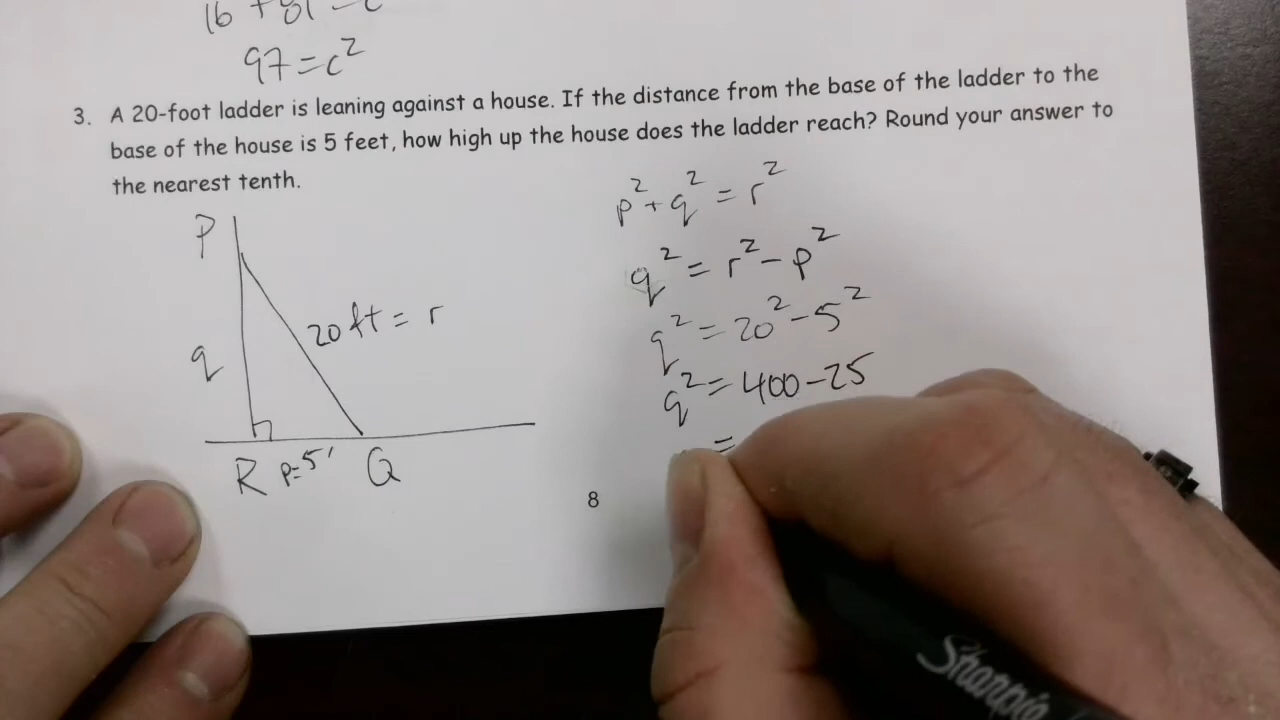 16 + 81 = c
97 = c²
3. A 20-foot ladder is leaning against a house. If the distance from the base of the ladder to the
base of the house is 5 feet, how high up the house does the ladder reach? Round your answer to
the nearest tenth.
P
q
20 ft = r
R p=5' Q
p² + q² = r²
q² = r² - p²
q² = 20² - 5²
q² = 400 - 25
=
8
Sharpie